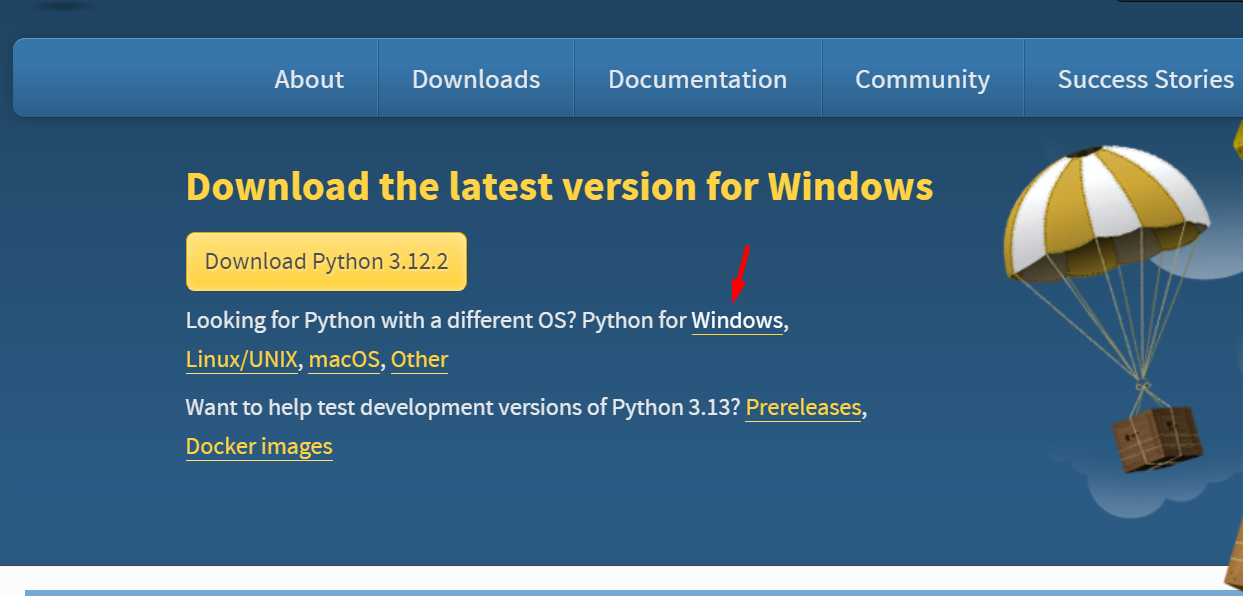 About Downloads Documentation Community Success Stories
Download the latest version for Windows
Download Python 3.12.2
Looking for Python with a different OS? Python for Windows,
Linux/UNIX, macOS, Other
Want to help test development versions of Python 3.13? Prereleases,
Docker images